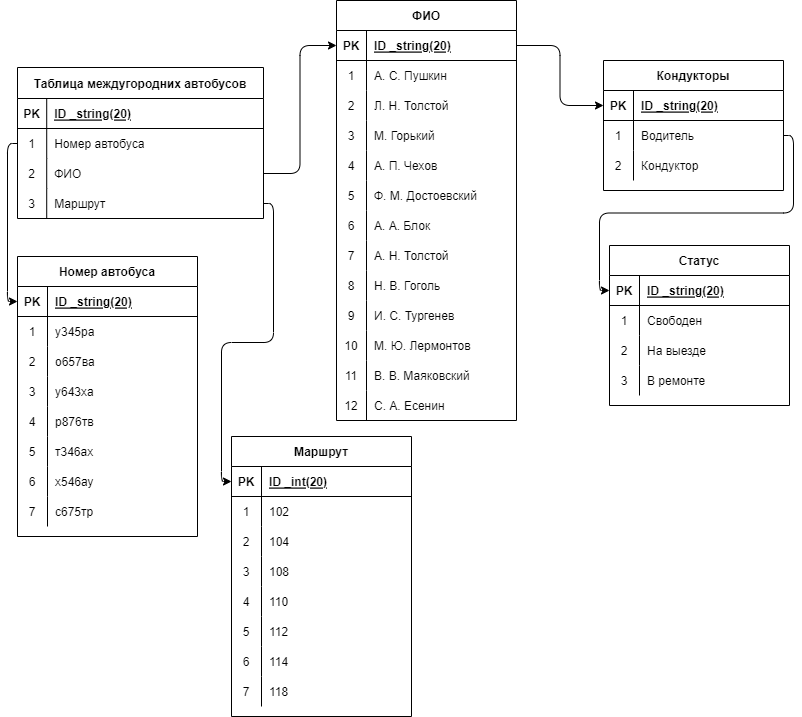 Таблица междугородних автобусов
PK ID _string(20)
1 Номер автобуса
2 ФИО
3 Маршрут
Номер автобуса
PK ID _string(20)
1 у345ра
2 о657ва
3 у643ха
4 р876тв
5 т346ах
6 х546ау
7 с675тр
ФИО
PK ID _string(20)
1 А. С. Пушкин
2 Л. Н. Толстой
3 М. Горький
4 А. П. Чехов
5 Ф. М. Достоевский
6 А. А. Блок
7 А. Н. Толстой
8 Н. В. Гоголь
9 И. С. Тургенев
10 М. Ю. Лермонтов
11 В. В. Маяковский
12 С. А. Есенин
Маршрут
PK ID _int(20)
1 102
2 104
3 108
4 110
5 112
6 114
7 118
Кондукторы
PK ID _string(20)
1 Водитель
2 Кондуктор
Статус
PK ID _string(20)
1 Свободен
2 На выезде
3 В ремонте